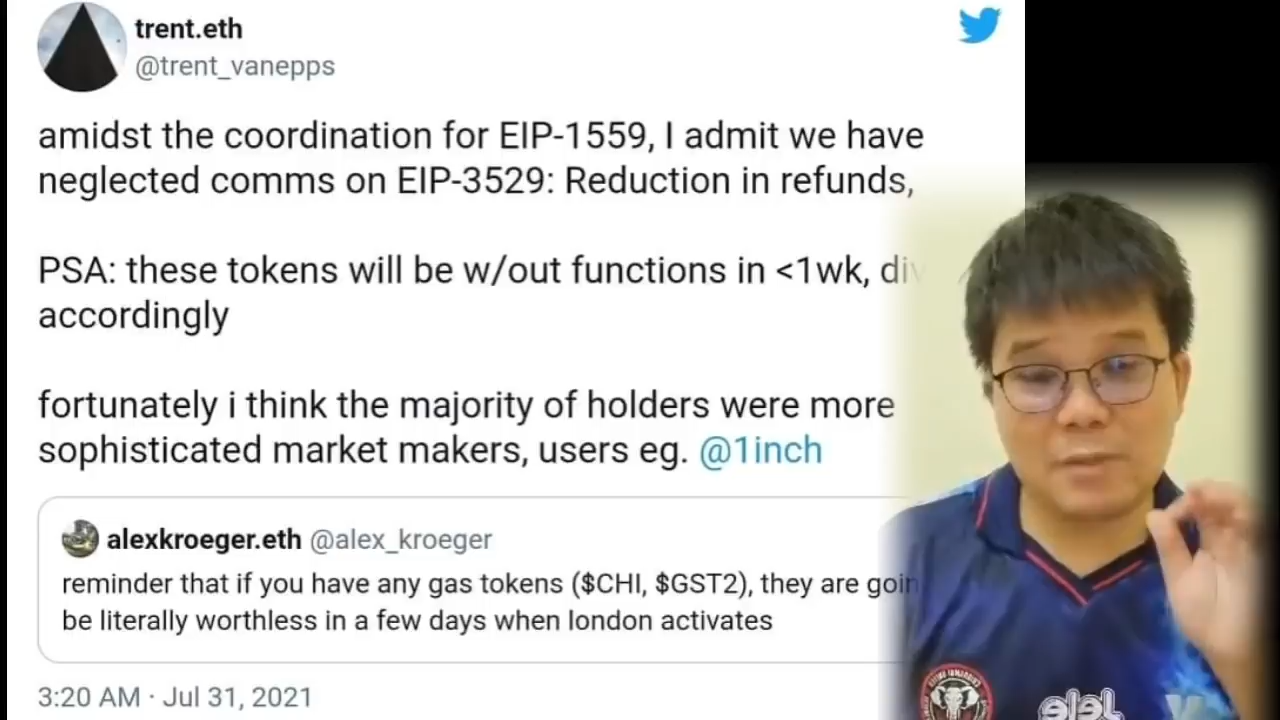 trent.eth
@trent_vanepps
amidst the coordination for EIP-1559, I admit we have
neglected comms on EIP-3529: Reduction in refunds,
PSA: these tokens will be w/out functions in <1wk,
accordingly
fortunately i think the majority of holders were more
sophisticated market makers, users eg. @1inch
alexkroeger.eth @alex_kroeger
reminder that if you have any gas tokens ($CHI, $GST2), they are
be literally worthless in a few days when london activates
3:20 AM · Jul 31, 2021